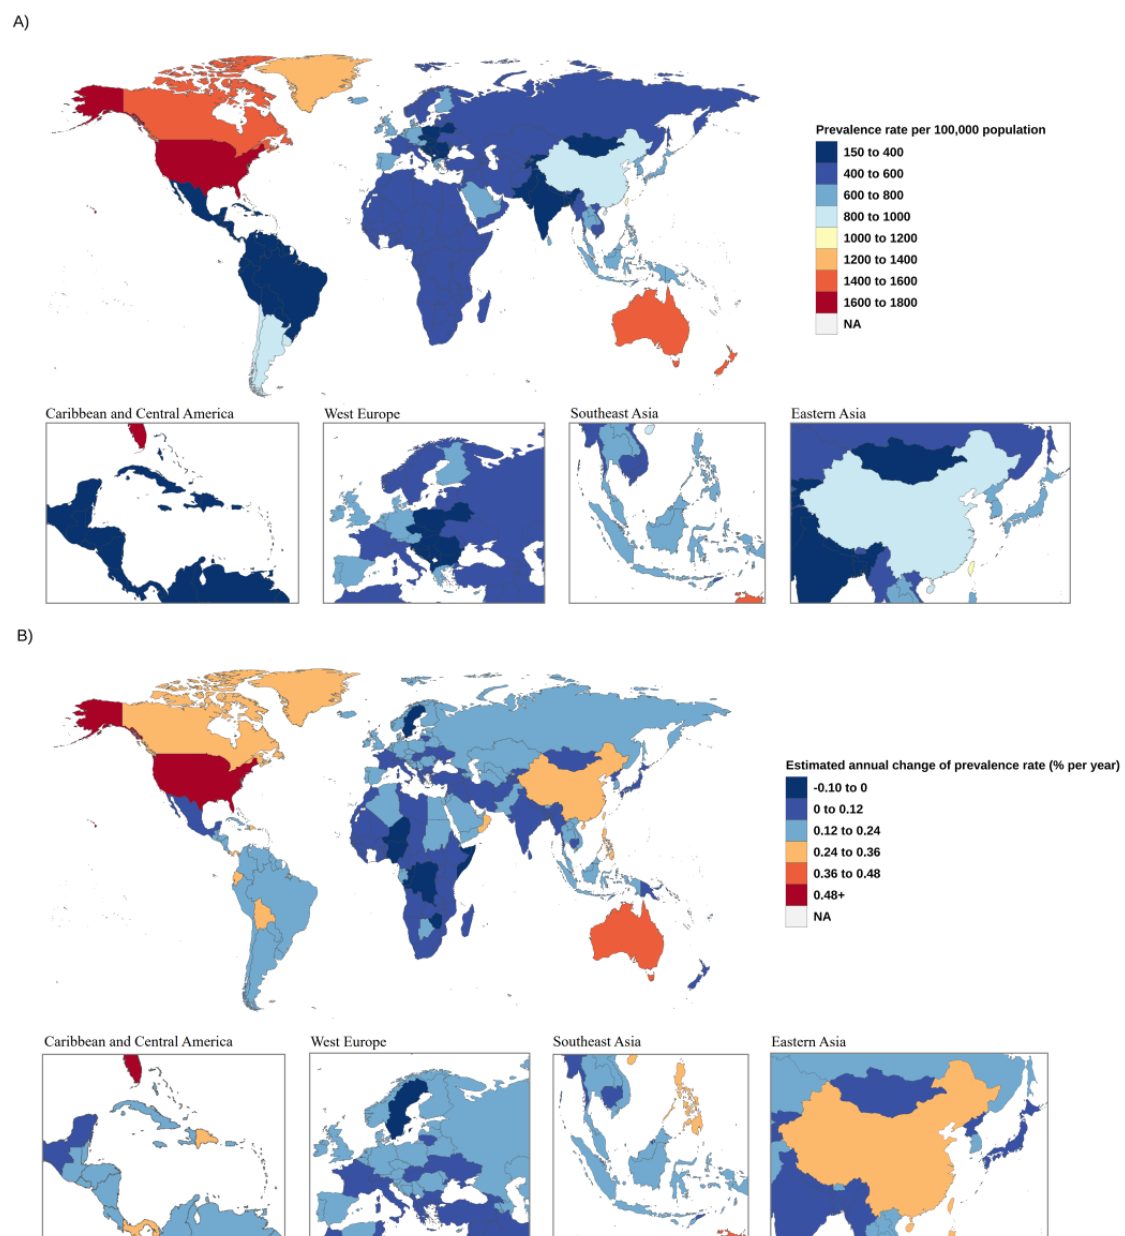 A)
Prevalence rate per 100,000 population
150 to 400
400 to 600
600 to 800
800 to 1000
1000 to 1200
1200 to 1400
1400 to 1600
1600 to 1800
NA
Caribbean and Central America
West Europe
Southeast Asia
Eastern Asia
B)
Estimated annual change of prevalence rate (% per year)
-0.10 to 0
0 to 0.12
0.12 to 0.24
0.24 to 0.36
0.36 to 0.48
0.48+
NA
Caribbean and Central America
West Europe
Southeast Asia
Eastern Asia